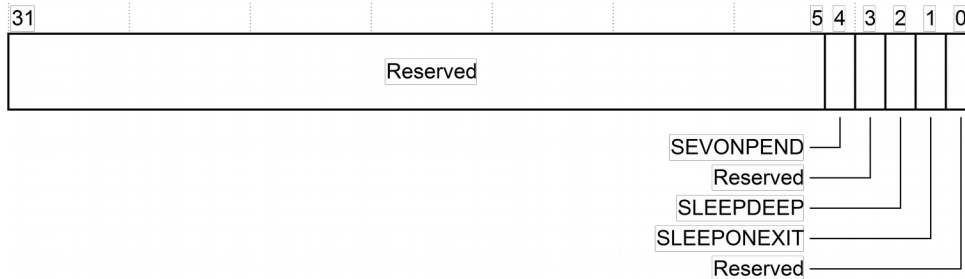 31 5 4 3 2 1 0
Reserved
SEVONPEND
Reserved
SLEEPDEEP
SLEEPONEXIT
Reserved